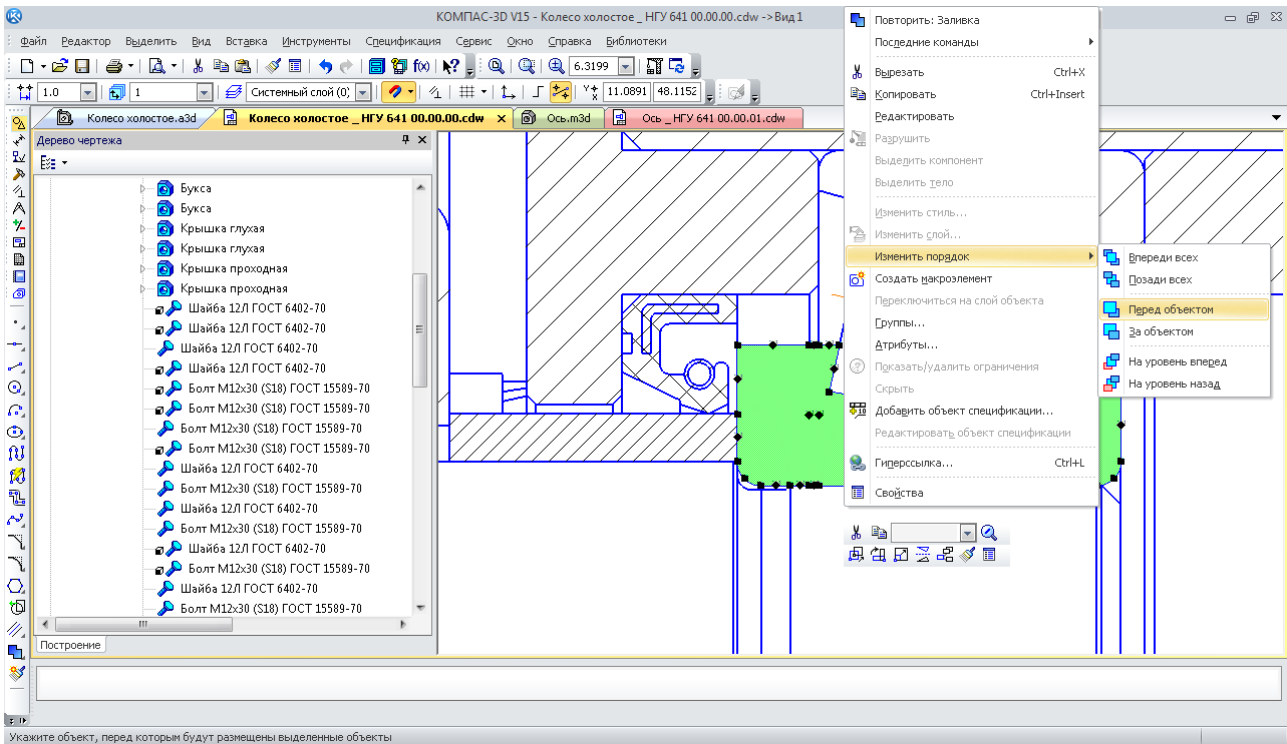 КОМПАС-3D V15 - Колесо холостое _ НГУ 641 00.00.00.cdw ->Вид 1
Файл Редактор Выделить Вид Вставка Инструменты Спецификация Сервис Окно Справка Библиотеки
6.3199
1.0 1 Системный слой (0) 11.0891 48.1152
Колесо холостое.a3d Колесо холостое _ НГУ 641 00.00.00.cdw Ось.m3d Ось _ НГУ 641 00.00.01.cdw
Дерево чертежа
Букса
Букса
Крышка глухая
Крышка глухая
Крышка проходная
Крышка проходная
Шайба 12Л ГОСТ 6402-70
Шайба 12Л ГОСТ 6402-70
Шайба 12Л ГОСТ 6402-70
Шайба 12Л ГОСТ 6402-70
Болт М12x30 (S18) ГОСТ 15589-70
Болт М12x30 (S18) ГОСТ 15589-70
Болт М12x30 (S18) ГОСТ 15589-70
Болт М12x30 (S18) ГОСТ 15589-70
Шайба 12Л ГОСТ 6402-70
Болт М12x30 (S18) ГОСТ 15589-70
Шайба 12Л ГОСТ 6402-70
Болт М12x30 (S18) ГОСТ 15589-70
Шайба 12Л ГОСТ 6402-70
Болт М12x30 (S18) ГОСТ 15589-70
Шайба 12Л ГОСТ 6402-70
Болт М12x30 (S18) ГОСТ 15589-70
Построение
Повторить: Заливка
Последние команды
Вырезать Ctrl+X
Копировать Ctrl+Insert
Редактировать
Разрушить
Выделить компонент
Выделить тело
Изменить стиль...
Изменить слой...
Изменить порядок
Создать макроэлемент
Переключиться на слой объекта
Группы...
Атрибуты...
Показать/удалить ограничения
Скрыть
Добавить объект спецификации...
Редактировать объект спецификации
Гиперссылка... Ctrl+L
Свойства
Впереди всех
Позади всех
Перед объектом
За объектом
На уровень вперед
На уровень назад
Укажите объект, перед которым будут размещены выделенные объекты